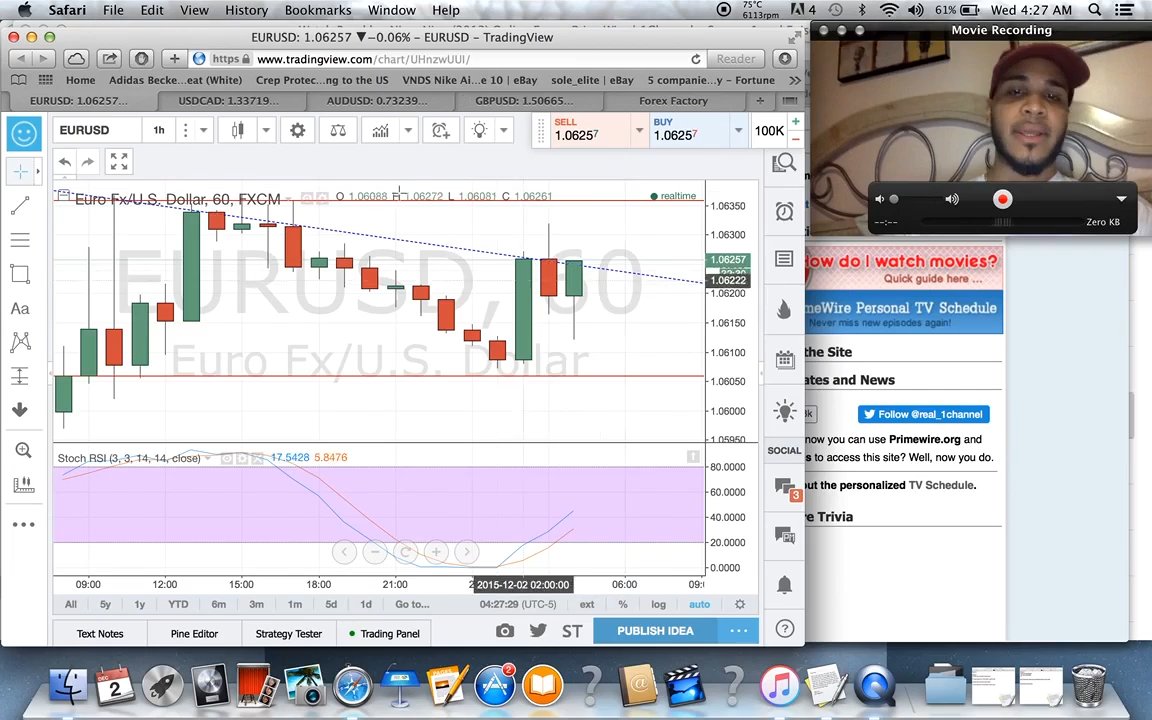 Safari File Edit View History Bookmarks Window Help
75°C 6113rpm 4 61% Wed 4:27 AM
EURUSD: 1.06257 ▼−0.06% - EURUSD - TradingView
Movie Recording
https www.tradingview.com/chart/UHnzwUUI/ Reader
Home Adidas Becke...eat (White) Crep Protec...ng to the US VNDS Nike Ai...e 10 | eBay sole_elite | eBay 5 companie...y - Fortune
EURUSD: 1.06257... USDCAD: 1.33719... AUDUSD: 0.73239... GBPUSD: 1.50665... Forex Factory
EURUSD 1h
SELL 1.06257
BUY 1.06257
100K
Euro Fx/U.S. Dollar, 60, FXCM O 1.06088 H 1.06272 L 1.06081 C 1.06261 realtime
EURUSD, 60
Euro Fx/U.S. Dollar
1.06350
1.06300
1.06257
1.06222
1.06200
1.06150
1.06100
1.06050
1.06000
1.05950
Stoch RSI (3, 3, 14, 14, close) 17.5428 5.8476
80.0000
60.0000
40.0000
20.0000
0.0000
09:00 12:00 15:00 18:00 21:00 2015-12-02 02:00:00 06:00
All 5y 1y YTD 6m 3m 1m 5d 1d Go to... 04:27:29 (UTC-5) ext % log auto
Text Notes Pine Editor Strategy Tester Trading Panel ST PUBLISH IDEA
Aa
SOCIAL
3
--:-- Zero KB
How do I watch movies?
Quick guide here ...
meWire Personal TV Schedule
Never miss new episodes again!
the Site
ates and News
Follow @real_1channel
now you can use Primewire.org and
s to access this site? Well, now you do.
out the personalized TV Schedule.
e Trivia
DEC 2
2